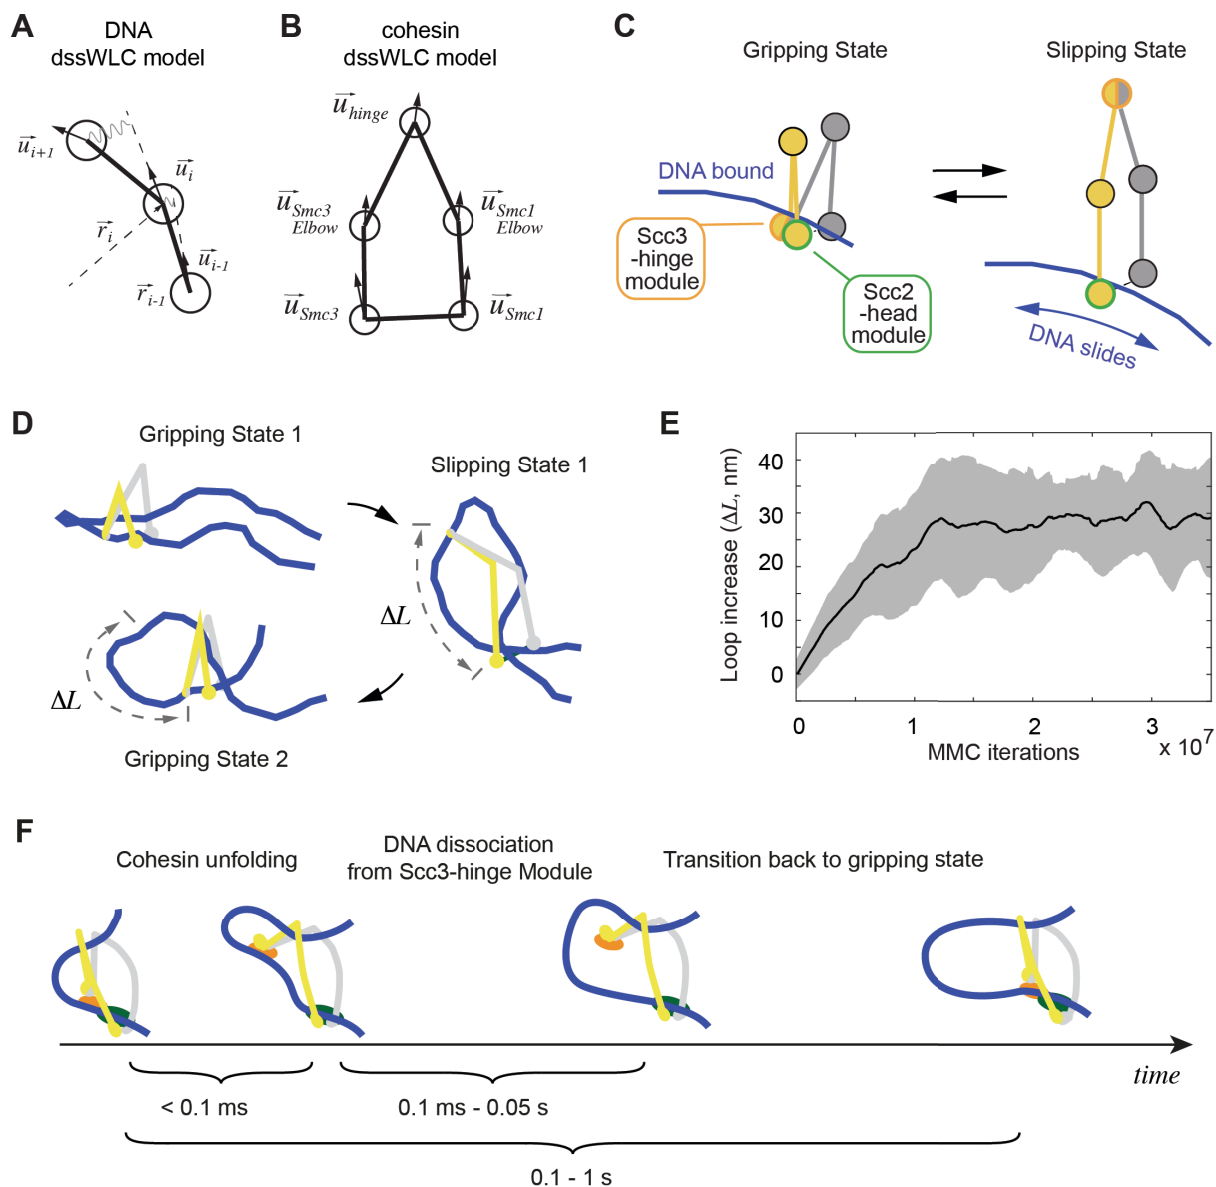 A
DNA
dssWLC model
u i+1
u i
r i
u i-1
r i-1
B
cohesin
dssWLC model
u hinge
u Smc3 Elbow
u Smc1 Elbow
u Smc3
u Smc1
C
Gripping State
Slipping State
DNA bound
Scc3
-hinge
module
Scc2
-head
module
DNA slides
D
Gripping State 1
Slipping State 1
ΔL
ΔL
Gripping State 2
E
Loop increase (ΔL, nm)
40
30
20
10
0
0
1
2
3
x 10⁷
MMC iterations
F
Cohesin unfolding
DNA dissociation
from Scc3-hinge Module
Transition back to gripping state
time
< 0.1 ms
0.1 ms - 0.05 s
0.1 - 1 s